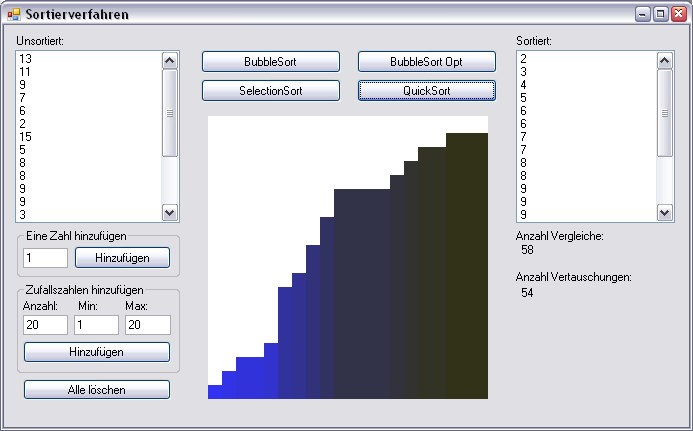 Sortierverfahren
Unsortiert:
13
11
9
7
6
2
15
5
8
8
9
9
3
Eine Zahl hinzufügen
1
Hinzufügen
Zufallszahlen hinzufügen
Anzahl: Min: Max:
20 1 20
Hinzufügen
Alle löschen
BubbleSort BubbleSort Opt
SelectionSort QuickSort
Sortiert:
2
3
4
5
6
6
7
7
8
8
9
9
Anzahl Vergleiche:
58
Anzahl Vertauschungen:
54